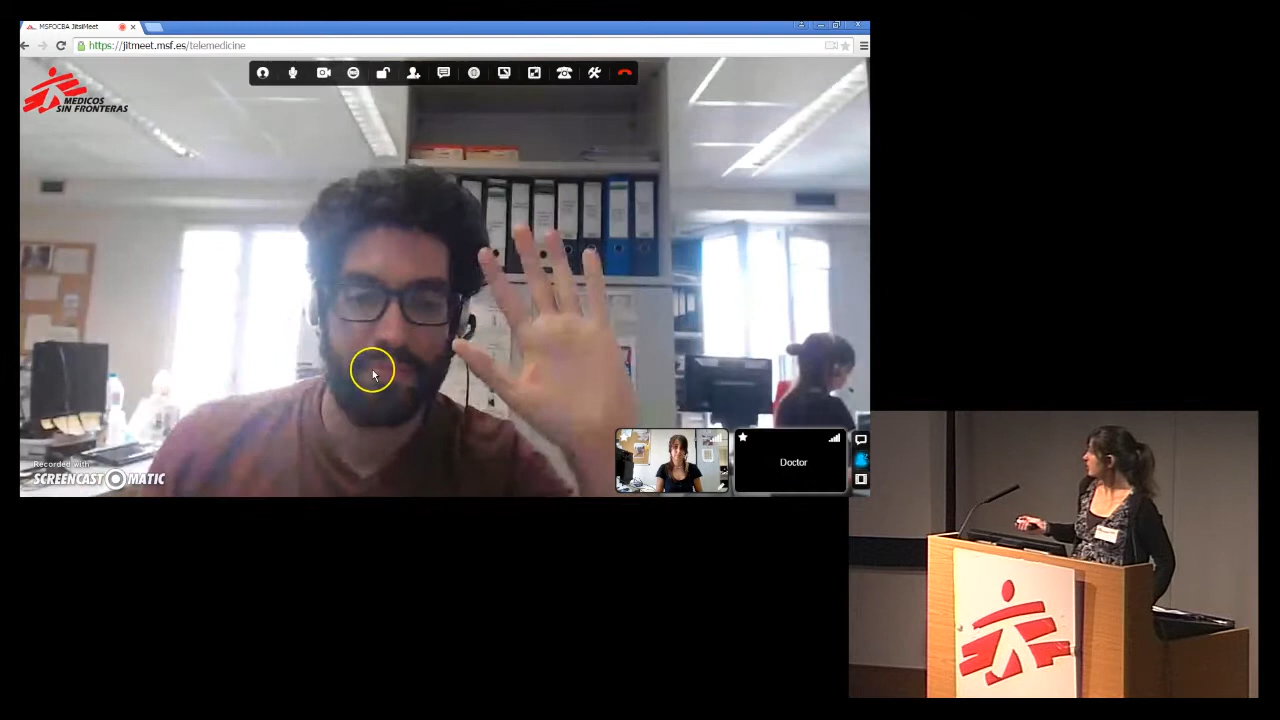 MSFOCBA JitsiMeet
https://jitmeet.msf.es/telemedicine
MEDICOS
SIN FRONTERAS
Recorded with
SCREENCAST MATIC
Doctor